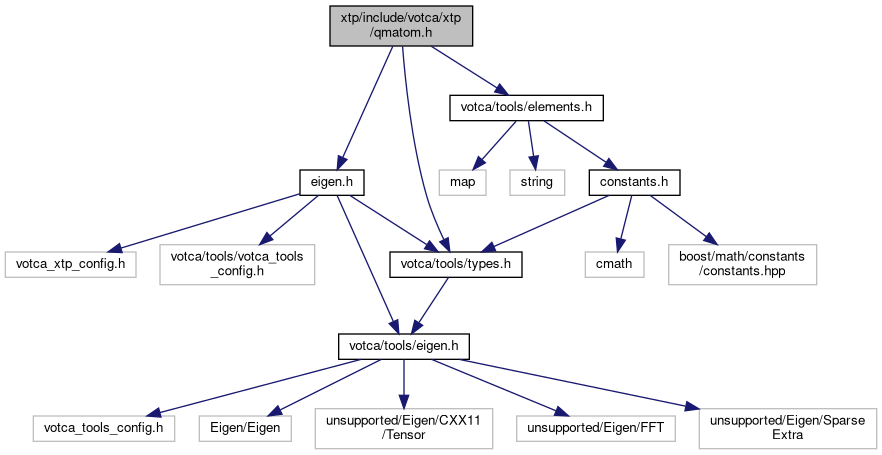 xtp/include/votca/xtp
/qmatom.h
votca/tools/elements.h
eigen.h
map
string
constants.h
votca_xtp_config.h
votca/tools/votca_tools
_config.h
votca/tools/types.h
cmath
boost/math/constants
/constants.hpp
votca/tools/eigen.h
votca_tools_config.h
Eigen/Eigen
unsupported/Eigen/CXX11
/Tensor
unsupported/Eigen/FFT
unsupported/Eigen/Sparse
Extra